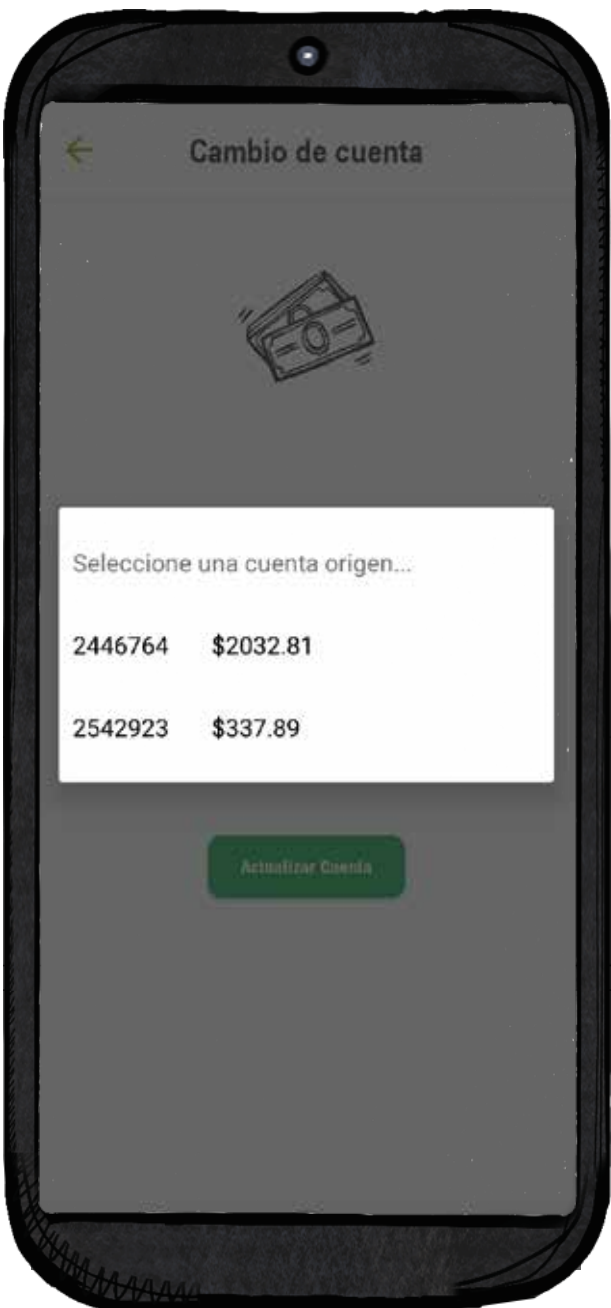 Cambio de cuenta
Seleccione una cuenta origen...
2446764 $2032.81
2542923 $337.89
Actualizar Cuenta